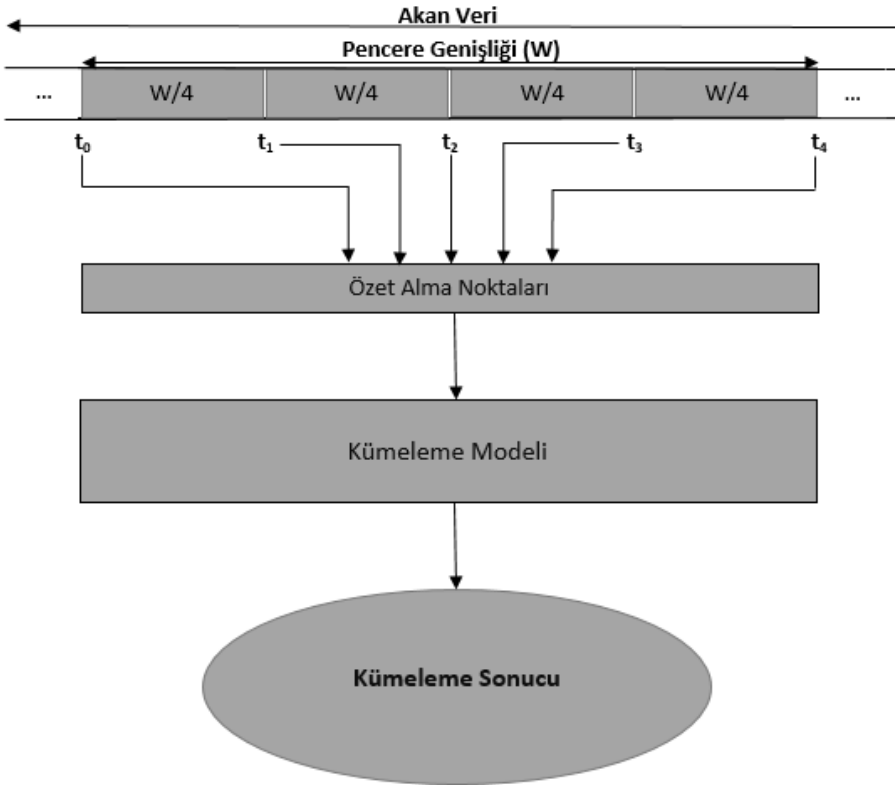 Akan Veri
Pencere Genişliği (W)
... W/4 W/4 W/4 W/4 ...
t₀ t₁ t₂ t₃ t₄
Özet Alma Noktaları
Kümeleme Modeli
Kümeleme Sonucu